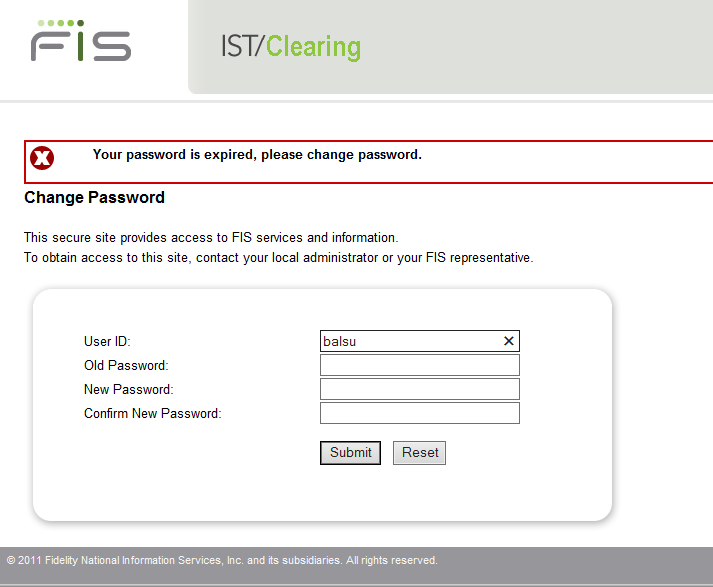 FIS
IST/Clearing
Your password is expired, please change password.
Change Password
This secure site provides access to FIS services and information.
To obtain access to this site, contact your local administrator or your FIS representative.
User ID: balsu
Old Password:
New Password:
Confirm New Password:
Submit Reset
© 2011 Fidelity National Information Services, Inc. and its subsidiaries. All rights reserved.